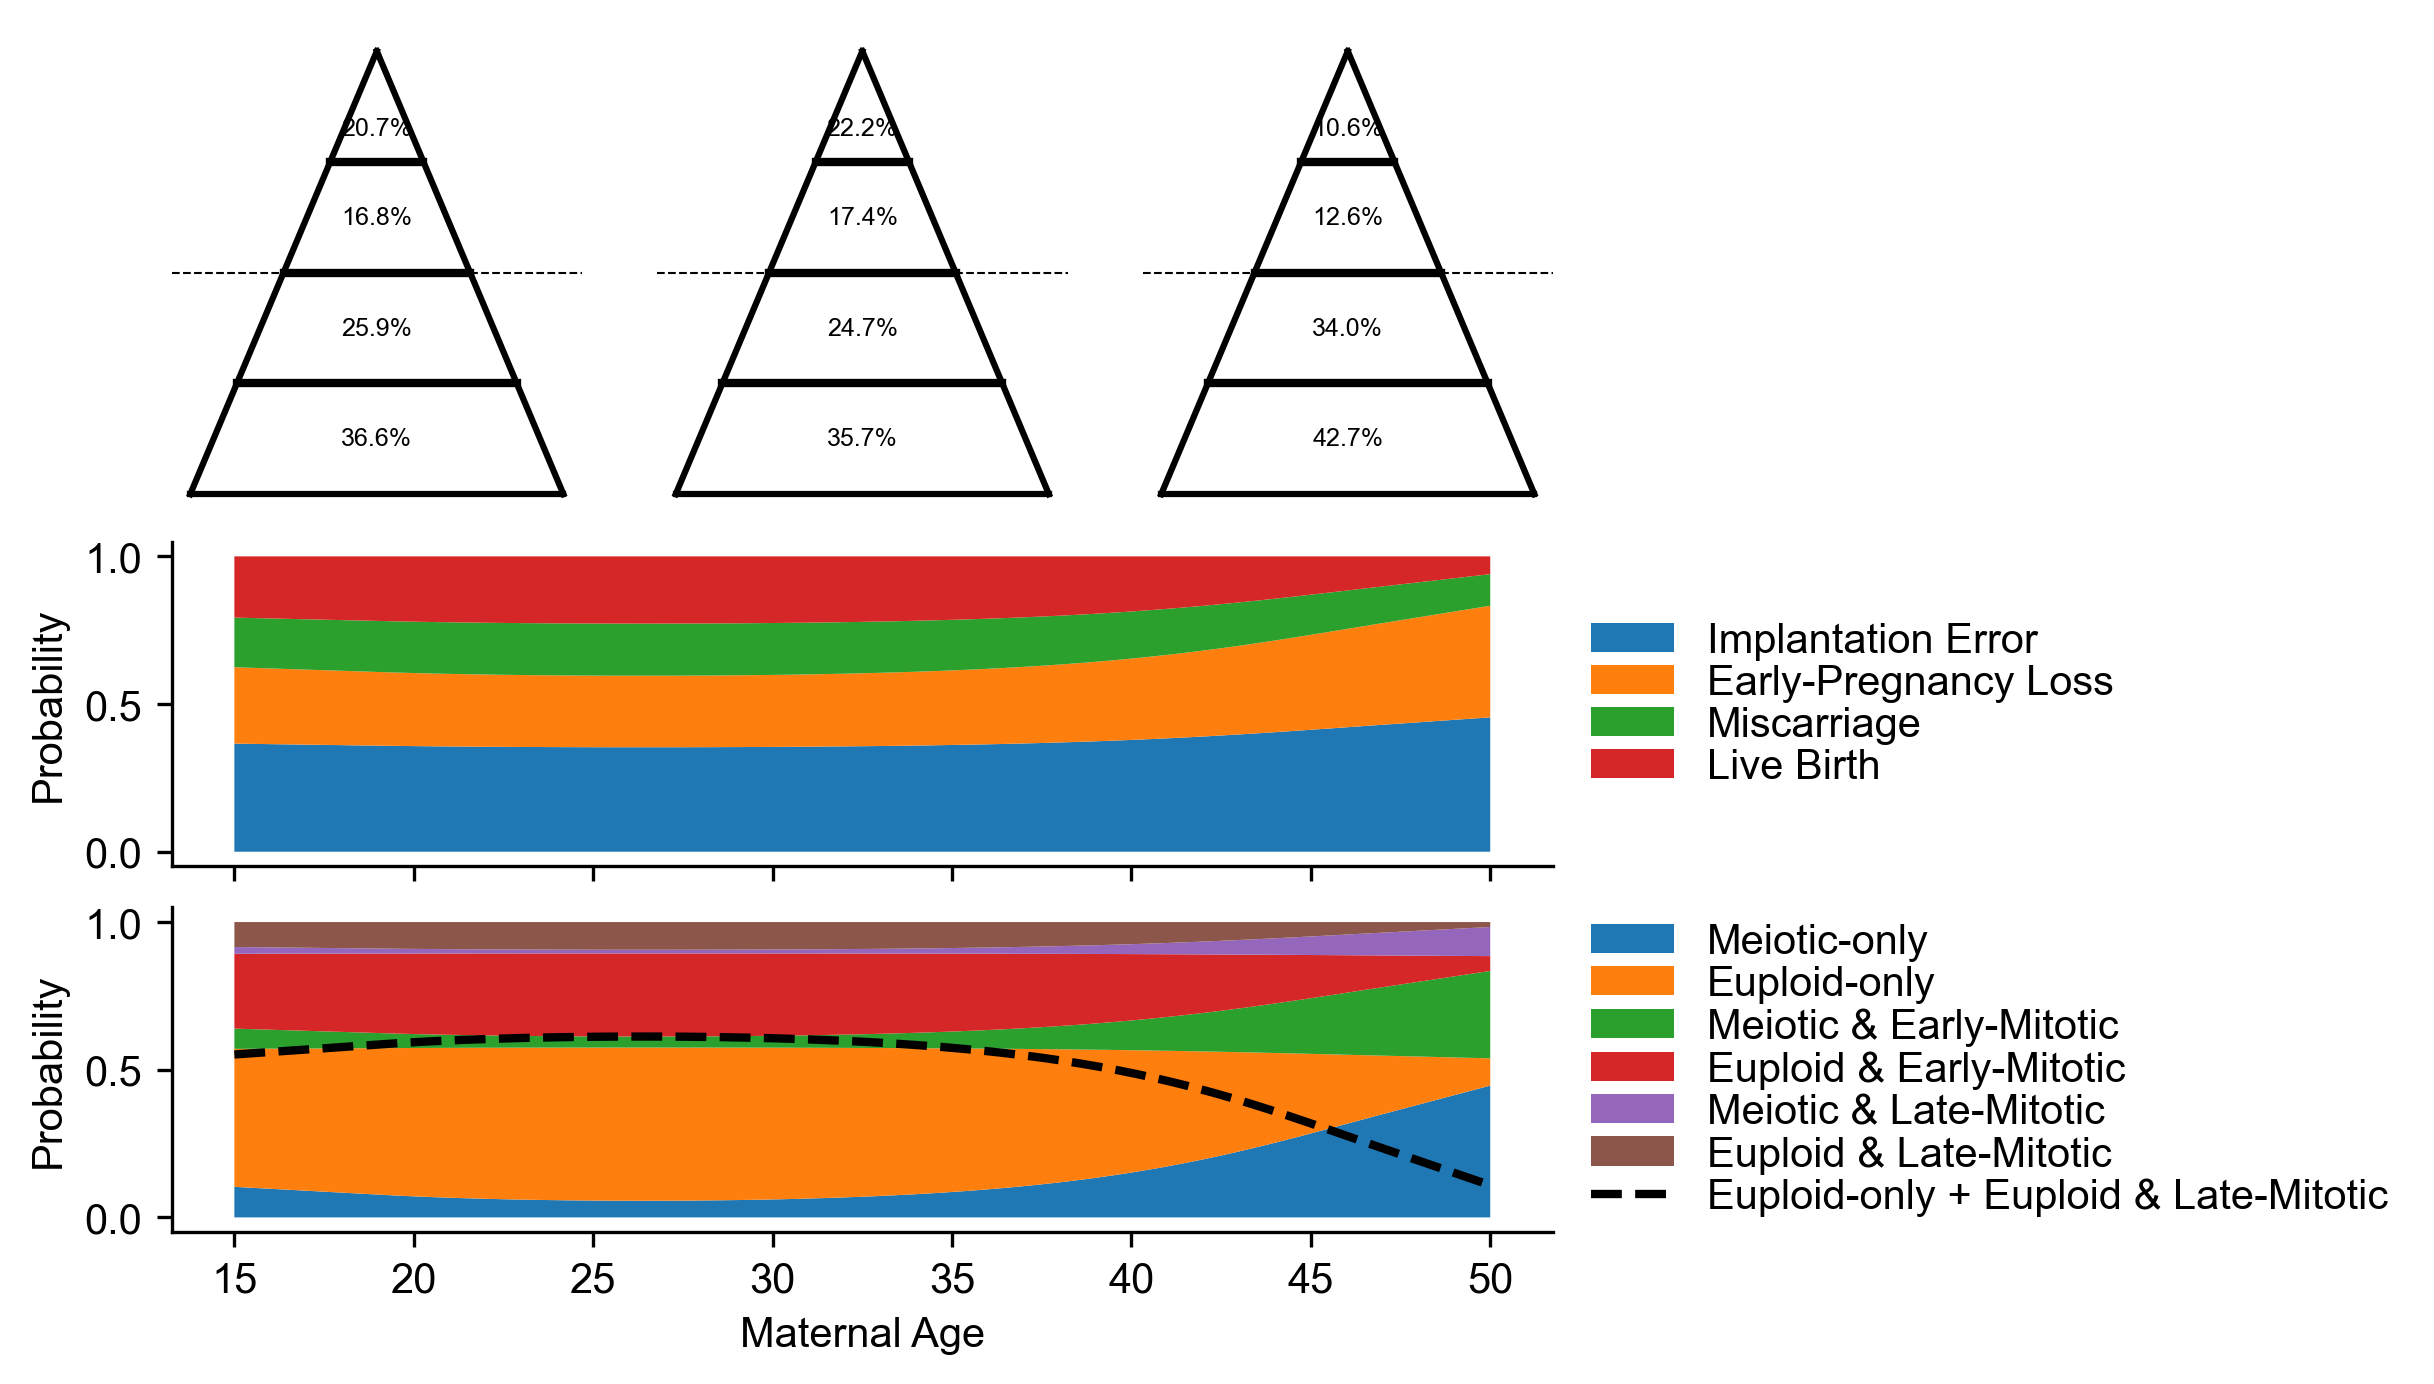 20.7% 22.2% 10.6%
16.8% 17.4% 12.6%
25.9% 24.7% 34.0%
36.6% 35.7% 42.7%
Probability
1.0
0.5
0.0
Implantation Error
Early-Pregnancy Loss
Miscarriage
Live Birth
Probability
1.0
0.5
0.0
Meiotic-only
Euploid-only
Meiotic & Early-Mitotic
Euploid & Early-Mitotic
Meiotic & Late-Mitotic
Euploid & Late-Mitotic
Euploid-only + Euploid & Late-Mitotic
15 20 25 30 35 40 45 50
Maternal Age